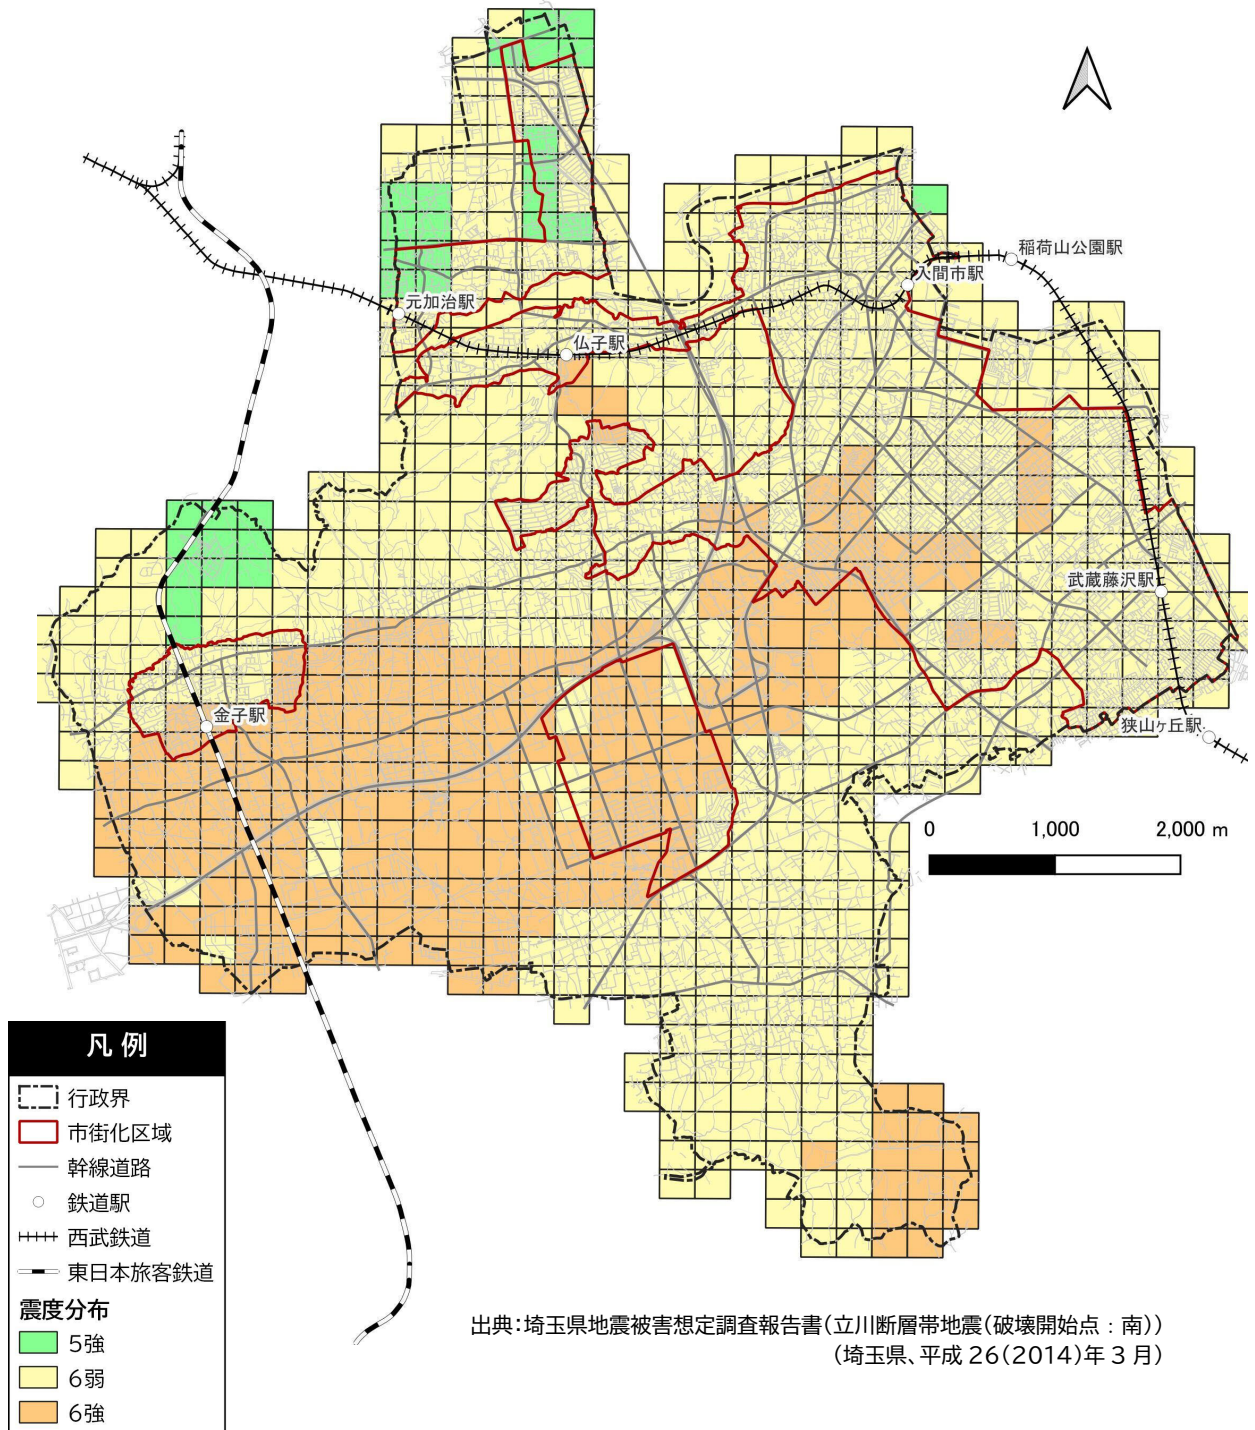 稲荷山公園駅
入間市駅
元加治駅
仏子駅
武蔵藤沢駅
金子駅
狭山ヶ丘駅
0 1,000 2,000 m
凡例
行政界
市街化区域
幹線道路
鉄道駅
西武鉄道
東日本旅客鉄道
震度分布
5強
6弱
6強
出典：埼玉県地震被害想定調査報告書（立川断層帯地震（破壊開始点：南））
（埼玉県、平成26（2014）年3月）